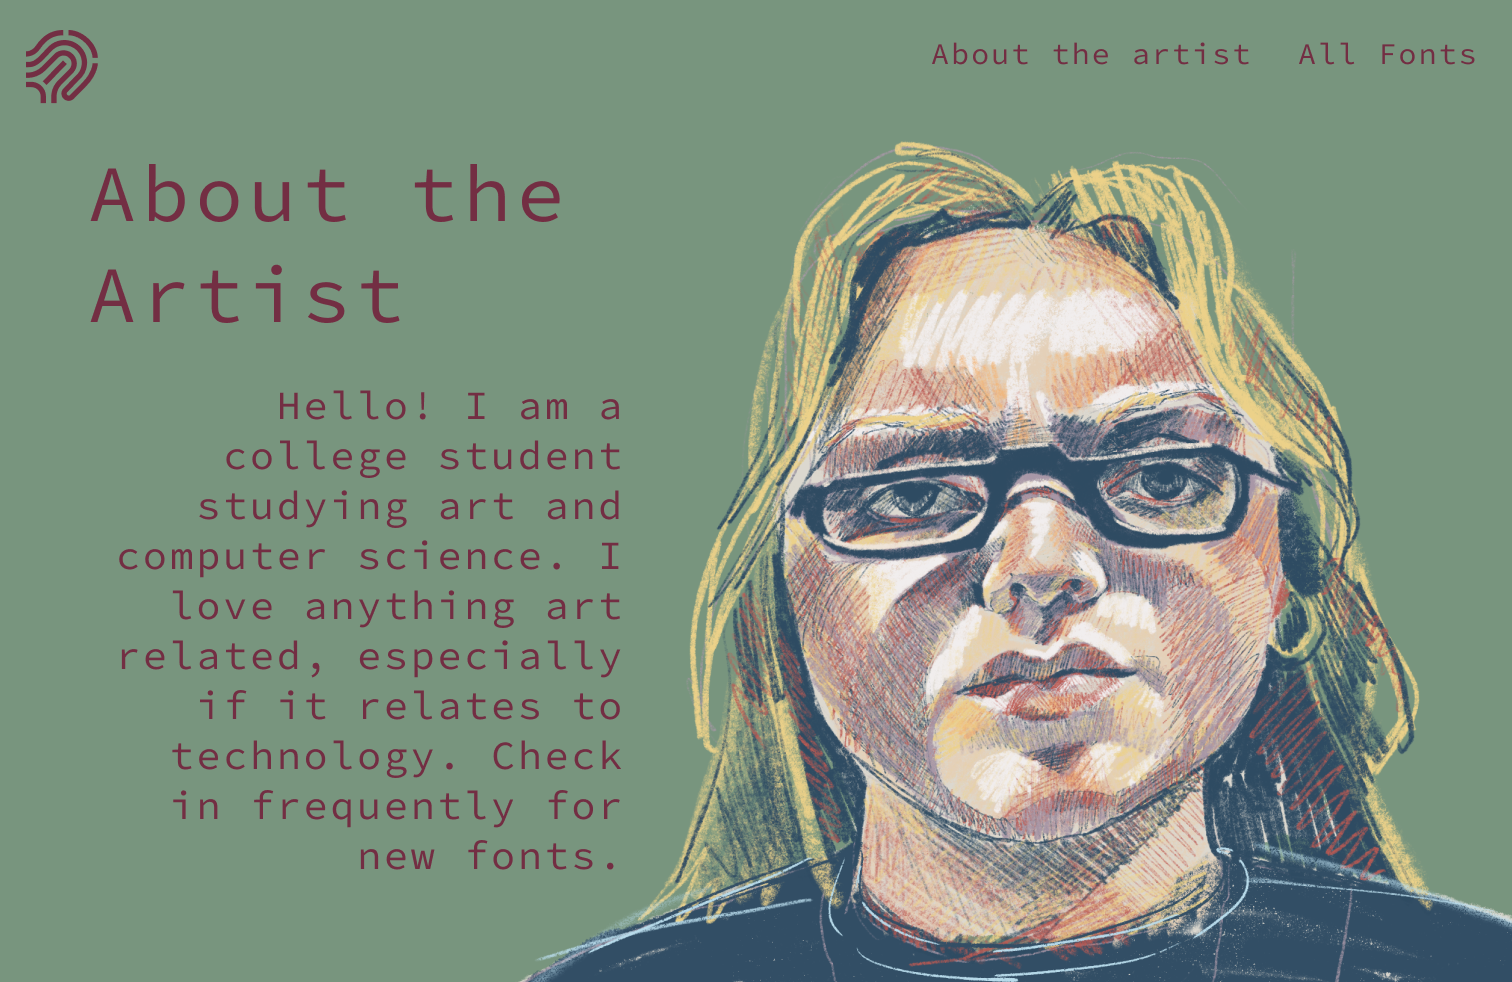 About the artist All Fonts
About the
Artist
Hello! I am a
college student
studying art and
computer science. I
love anything art
related, especially
if it relates to
technology. Check
in frequently for
new fonts.